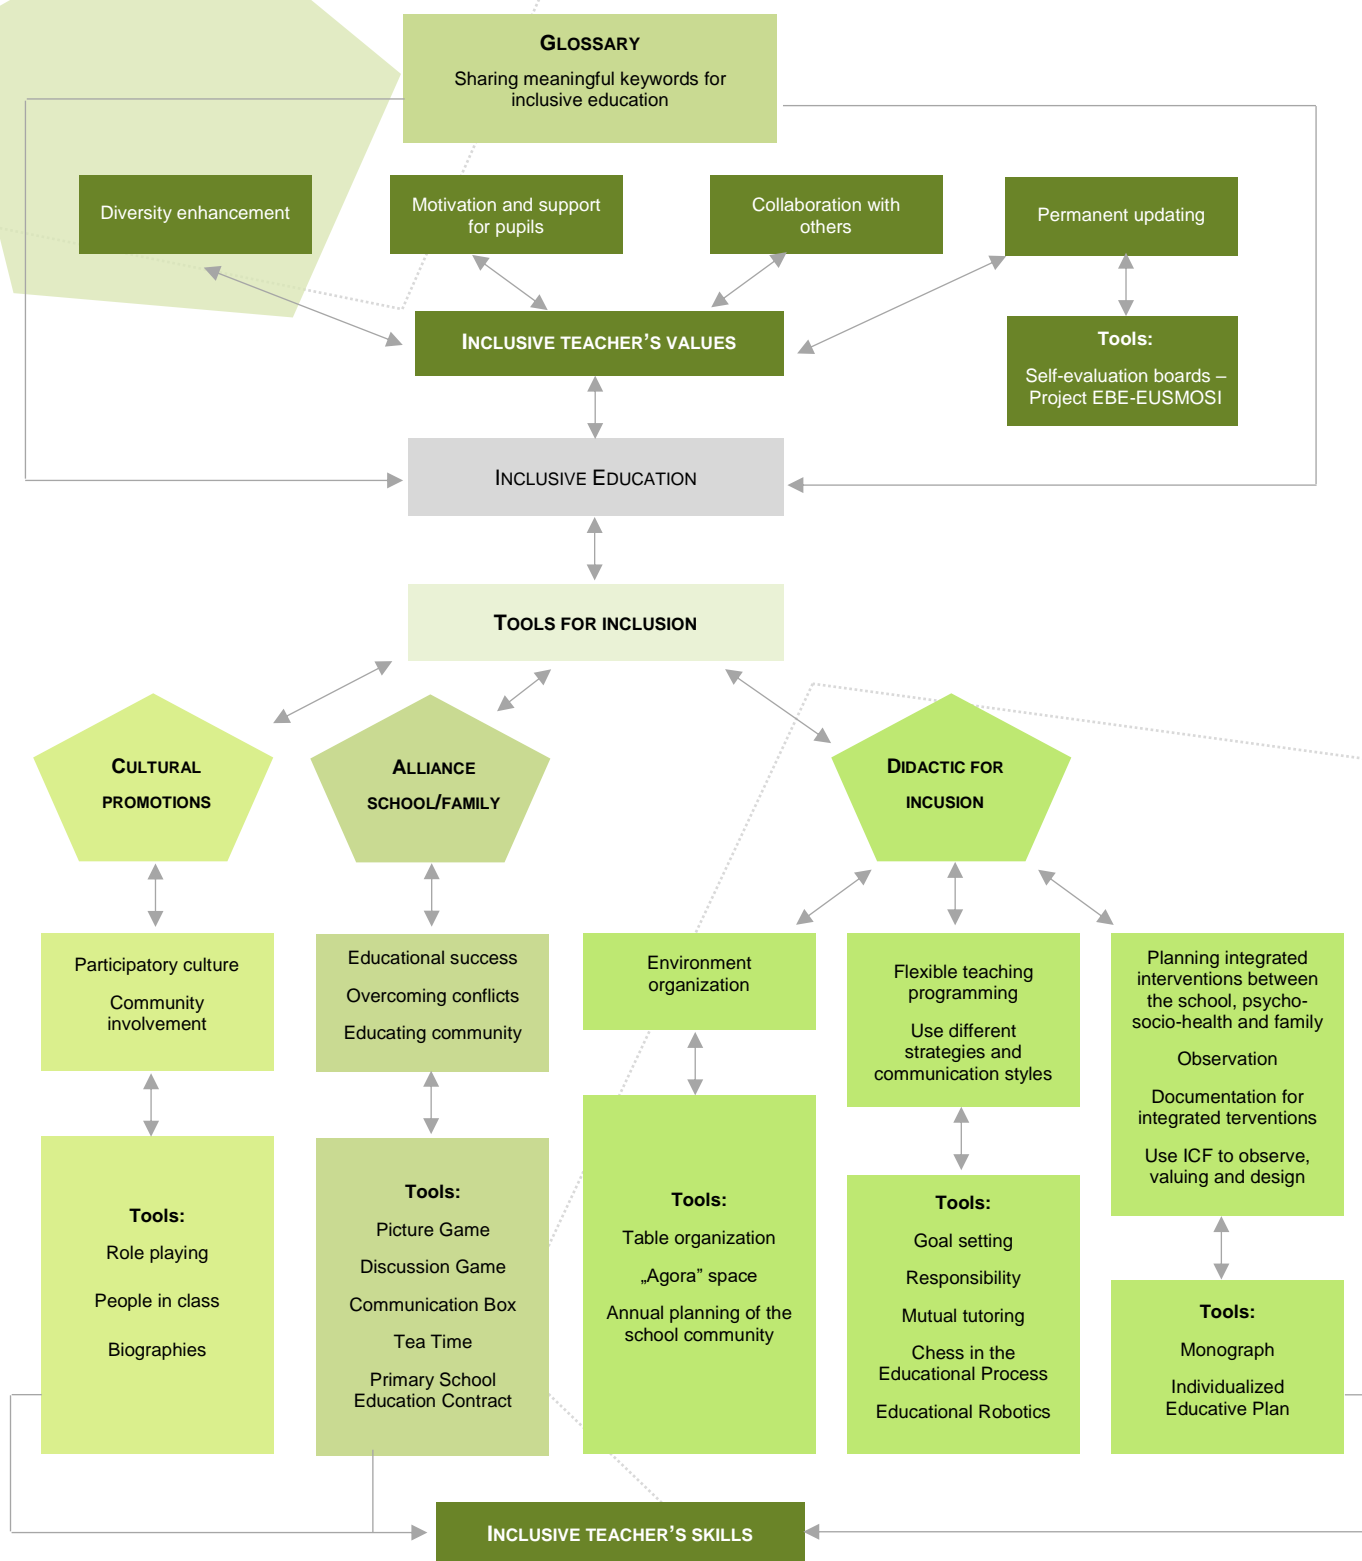 GLOSSARY
Sharing meaningful keywords for
inclusive education
Diversity enhancement
Motivation and support
for pupils
Collaboration with
others
Permanent updating
INCLUSIVE TEACHER'S VALUES
Tools:
Self-evaluation boards –
Project EBE-EUSMOSI
INCLUSIVE EDUCATION
TOOLS FOR INCLUSION
CULTURAL
PROMOTIONS
ALLIANCE
SCHOOL/FAMILY
DIDACTIC FOR
INCUSION
Participatory culture
Community
involvement
Educational success
Overcoming conflicts
Educating community
Environment
organization
Flexible teaching
programming
Use different
strategies and
communication styles
Planning integrated
interventions between
the school, psycho-
socio-health and family
Observation
Documentation for
integrated terventions
Use ICF to observe,
valuing and design
Tools:
Role playing
People in class
Biographies
Tools:
Picture Game
Discussion Game
Communication Box
Tea Time
Primary School
Education Contract
Tools:
Table organization
„Agora” space
Annual planning of the
school community
Tools:
Goal setting
Responsibility
Mutual tutoring
Chess in the
Educational Process
Educational Robotics
Tools:
Monograph
Individualized
Educative Plan
INCLUSIVE TEACHER'S SKILLS